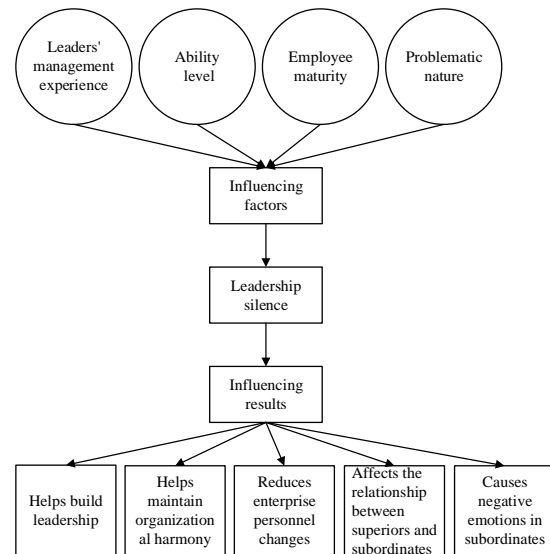 Leaders'
management
experience
Ability
level
Employee
maturity
Problematic
nature
Influencing
factors
Leadership
silence
Influencing
results
Helps build
leadership
Helps
maintain
organization
al harmony
Reduces
enterprise
personnel
changes
Affects the
relationship
between
superiors and
subordinates
Causes
negative
emotions in
subordinates